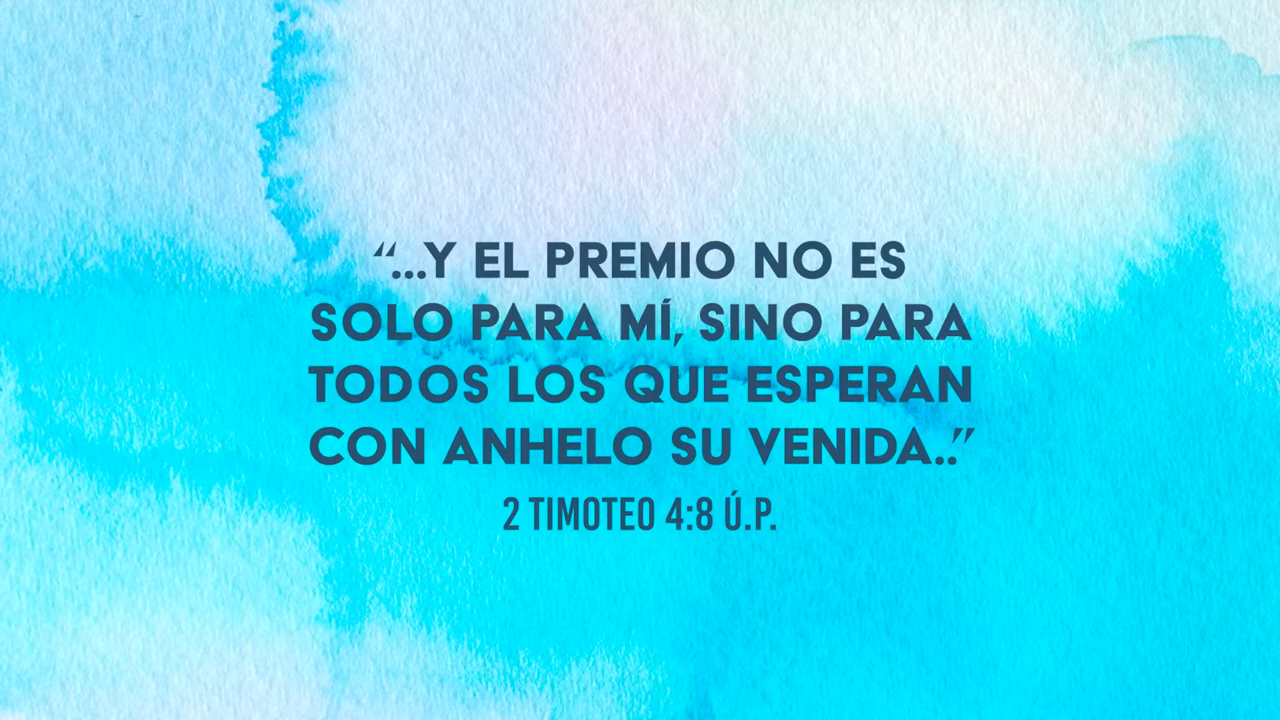 “...Y EL PREMIO NO ES
SOLO PARA MÍ, SINO PARA
TODOS LOS QUE ESPERAN
CON ANHELO SU VENIDA..”
2 TIMOTEO 4:8 Ú.P.